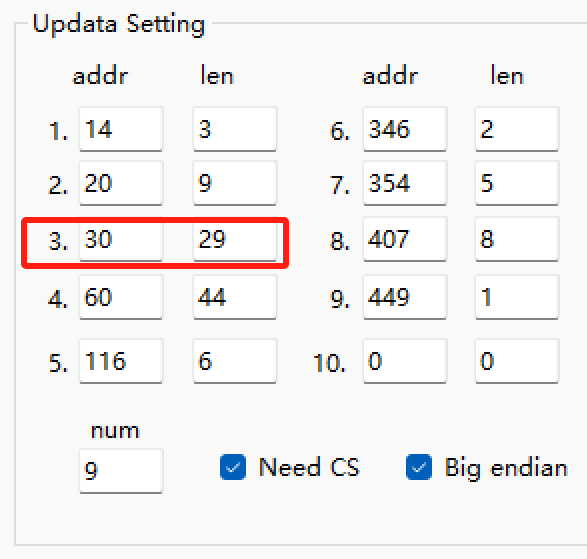 Updata Setting
addr len addr len
1. 14 3 6. 346 2
2. 20 9 7. 354 5
3. 30 29 8. 407 8
4. 60 44 9. 449 1
5. 116 6 10. 0 0
num
9 Need CS Big endian